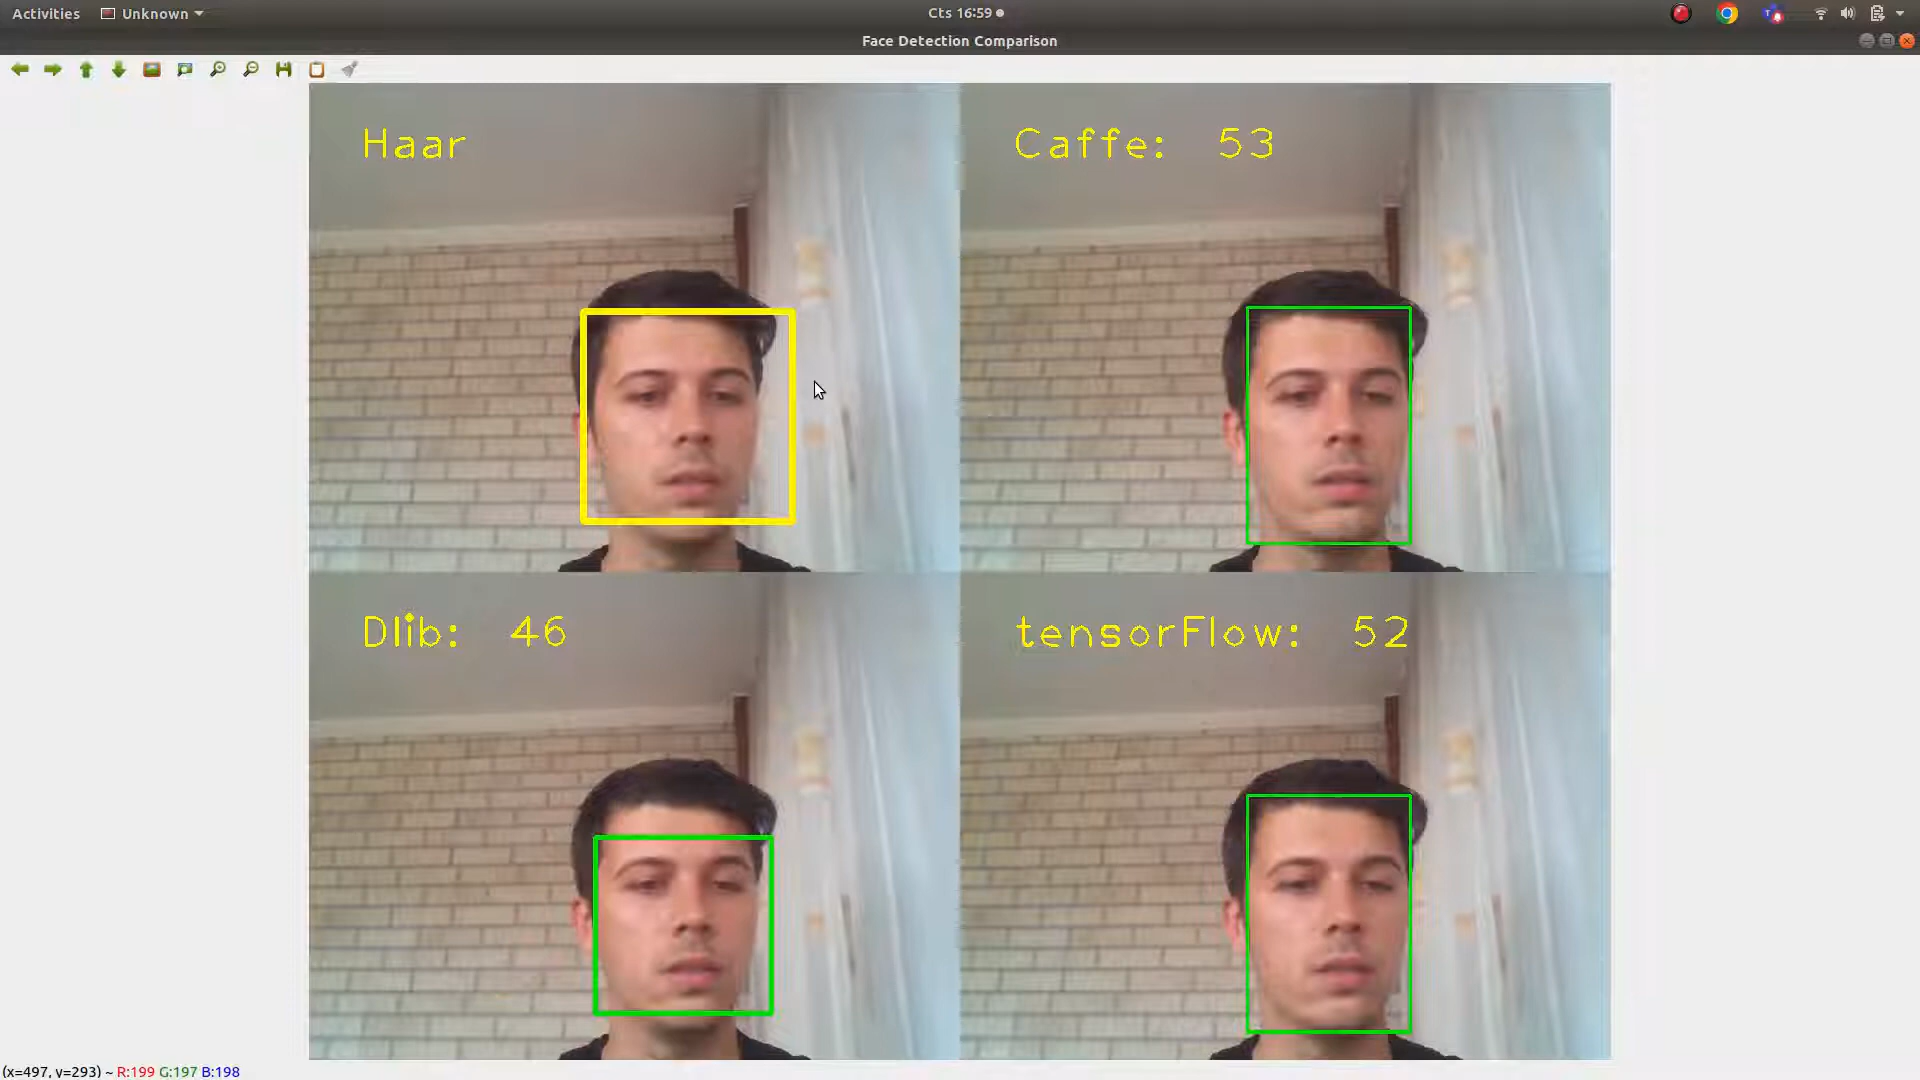 Activities Unknown Cts 16:59
Face Detection Comparison
Haar
Caffe: 53
Dlib: 46
tensorFlow: 52
(x=497, y=293) ~ R:199 G:197 B:198